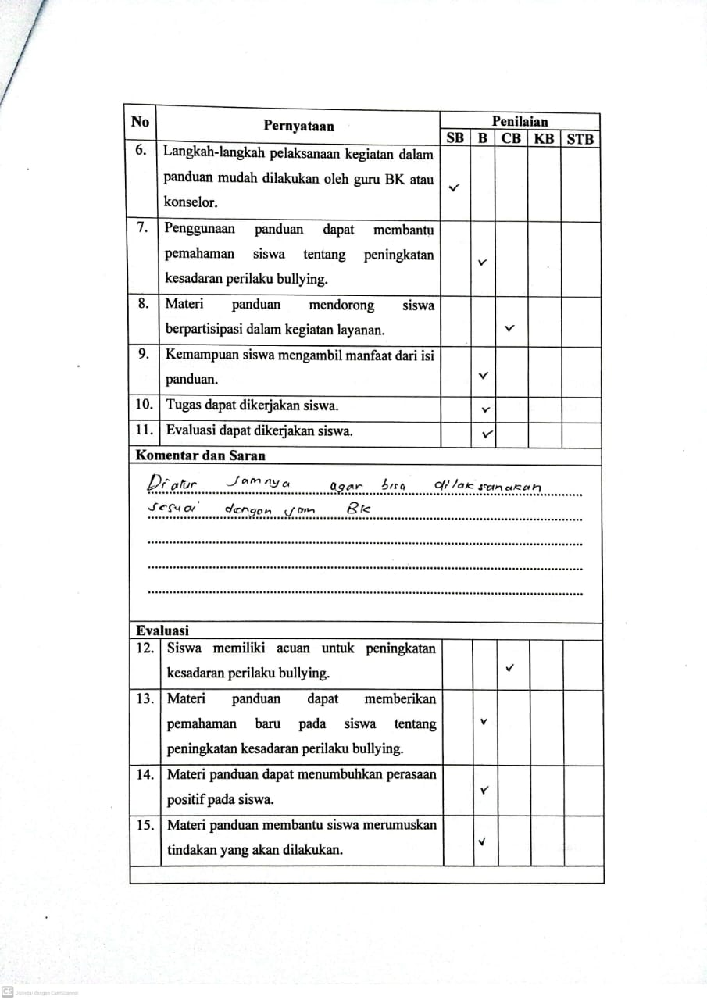 No Pernyataan Penilaian
SB B CB KB STB
6. Langkah-langkah pelaksanaan kegiatan dalam
panduan mudah dilakukan oleh guru BK atau
konselor. ✓
7. Penggunaan panduan dapat membantu
pemahaman siswa tentang peningkatan
kesadaran perilaku bullying. ✓
8. Materi panduan mendorong siswa
berpartisipasi dalam kegiatan layanan. ✓
9. Kemampuan siswa mengambil manfaat dari isi
panduan. ✓
10. Tugas dapat dikerjakan siswa. ✓
11. Evaluasi dapat dikerjakan siswa. ✓
Komentar dan Saran
Diatur Jamnya agar bisa dilaksanakan
sesuai dengan jam BK
Evaluasi
12. Siswa memiliki acuan untuk peningkatan
kesadaran perilaku bullying. ✓
13. Materi panduan dapat memberikan
pemahaman baru pada siswa tentang
peningkatan kesadaran perilaku bullying. ✓
14. Materi panduan dapat menumbuhkan perasaan
positif pada siswa. ✓
15. Materi panduan membantu siswa merumuskan
tindakan yang akan dilakukan. ✓
CS Dipindai dengan CamScanner